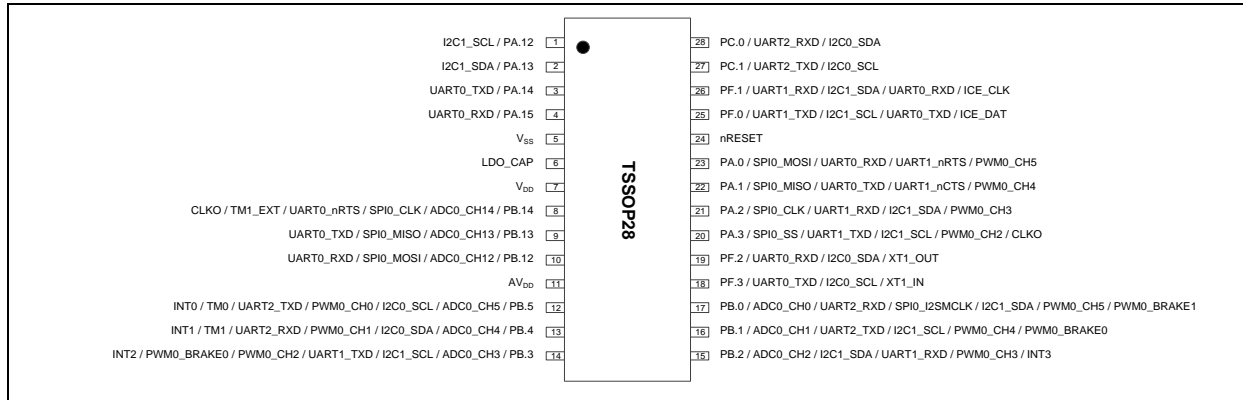 I2C1_SCL / PA.12 1 28 PC.0 / UART2_RXD / I2C0_SDA
I2C1_SDA / PA.13 2 27 PC.1 / UART2_TXD / I2C0_SCL
UART0_TXD / PA.14 3 26 PF.1 / UART1_RXD / I2C1_SDA / UART0_RXD / ICE_CLK
UART0_RXD / PA.15 4 25 PF.0 / UART1_TXD / I2C1_SCL / UART0_TXD / ICE_DAT
VSS 5 24 nRESET
LDO_CAP 6 23 PA.0 / SPI0_MOSI / UART0_RXD / UART1_nRTS / PWM0_CH5
VDD 7 22 PA.1 / SPI0_MISO / UART0_TXD / UART1_nCTS / PWM0_CH4
CLKO / TM1_EXT / UART0_nRTS / SPI0_CLK / ADC0_CH14 / PB.14 8 21 PA.2 / SPI0_CLK / UART1_RXD / I2C1_SDA / PWM0_CH3
UART0_TXD / SPI0_MISO / ADC0_CH13 / PB.13 9 20 PA.3 / SPI0_SS / UART1_TXD / I2C1_SCL / PWM0_CH2 / CLKO
UART0_RXD / SPI0_MOSI / ADC0_CH12 / PB.12 10 19 PF.2 / UART0_RXD / I2C0_SDA / XT1_OUT
AVDD 11 18 PF.3 / UART0_TXD / I2C0_SCL / XT1_IN
INT0 / TM0 / UART2_TXD / PWM0_CH0 / I2C0_SCL / ADC0_CH5 / PB.5 12 17 PB.0 / ADC0_CH0 / UART2_RXD / SPI0_I2SMCLK / I2C1_SDA / PWM0_CH5 / PWM0_BRAKE1
INT1 / TM1 / UART2_RXD / PWM0_CH1 / I2C0_SDA / ADC0_CH4 / PB.4 13 16 PB.1 / ADC0_CH1 / UART2_TXD / I2C1_SCL / PWM0_CH4 / PWM0_BRAKE0
INT2 / PWM0_BRAKE0 / PWM0_CH2 / UART1_TXD / I2C1_SCL / ADC0_CH3 / PB.3 14 15 PB.2 / ADC0_CH2 / I2C1_SDA / UART1_RXD / PWM0_CH3 / INT3
TSSOP28